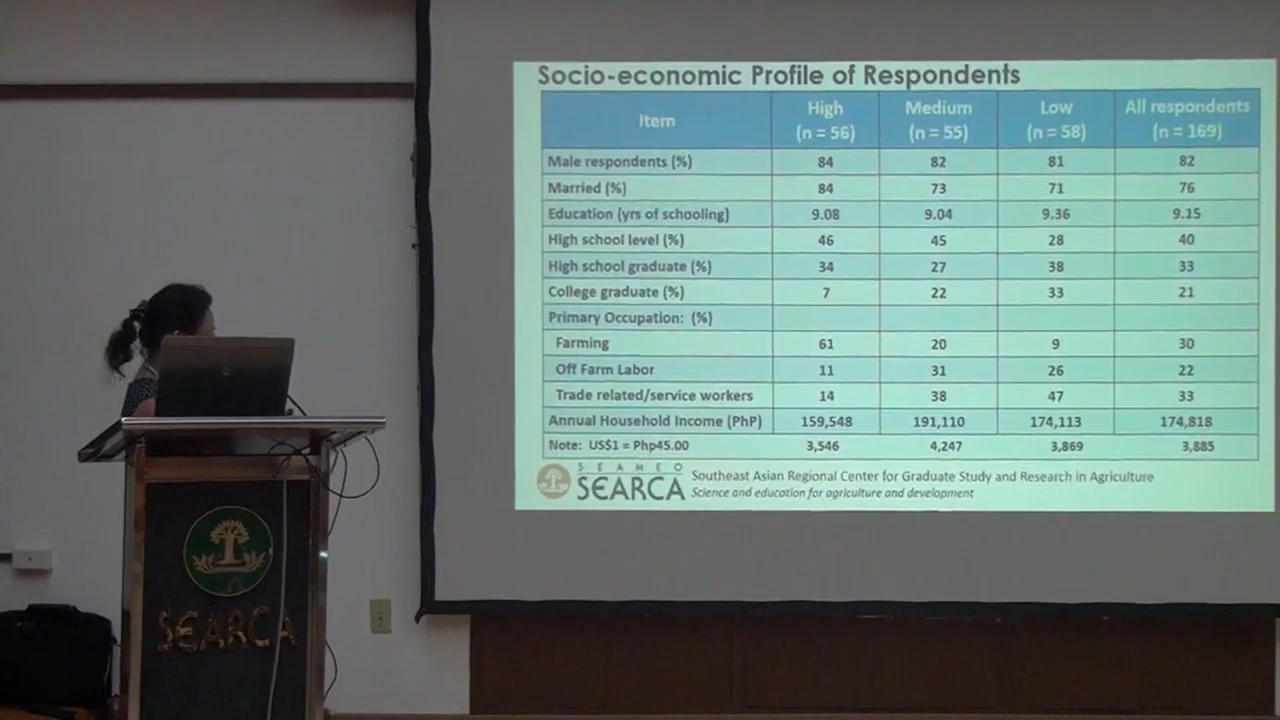 Socio-economic Profile of Respondents
Item High (n = 56) Medium (n = 55) Low (n = 58) All respondents (n = 169)
Male respondents (%) 84 82 81 82
Married (%) 84 73 71 76
Education (yrs of schooling) 9.08 9.04 9.36 9.15
High school level (%) 46 45 28 40
High school graduate (%) 34 27 38 33
College graduate (%) 7 22 33 21
Primary Occupation: (%)
Farming 61 20 9 30
Off Farm Labor 11 31 26 22
Trade related/service workers 14 38 47 33
Annual Household Income (PhP) 159,548 191,110 174,113 174,818
Note: US$1 = Php45.00 3,546 4,247 3,869 3,885
SEAMEO
SEARCA
Southeast Asian Regional Center for Graduate Study and Research in Agriculture
Science and education for agriculture and development
SEARCA